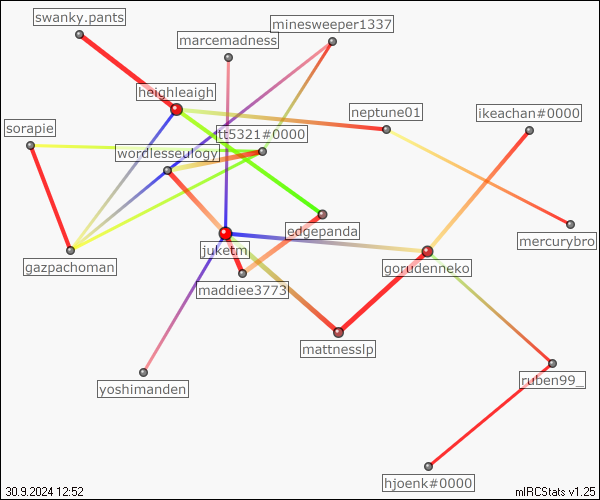 swanky.pants
minesweeper1337
marcemadness
heighleaigh
neptune01
ikeachan#0000
sorapie
tt5321#0000
wordlesseulogy
edgepanda
mercurybro
juketm
gazpachoman
gorudenneko
maddiee3773
mattnesslp
yoshimanden
ruben99_
hjoenk#0000
30.9.2024 12:52
mIRCStats v1.25